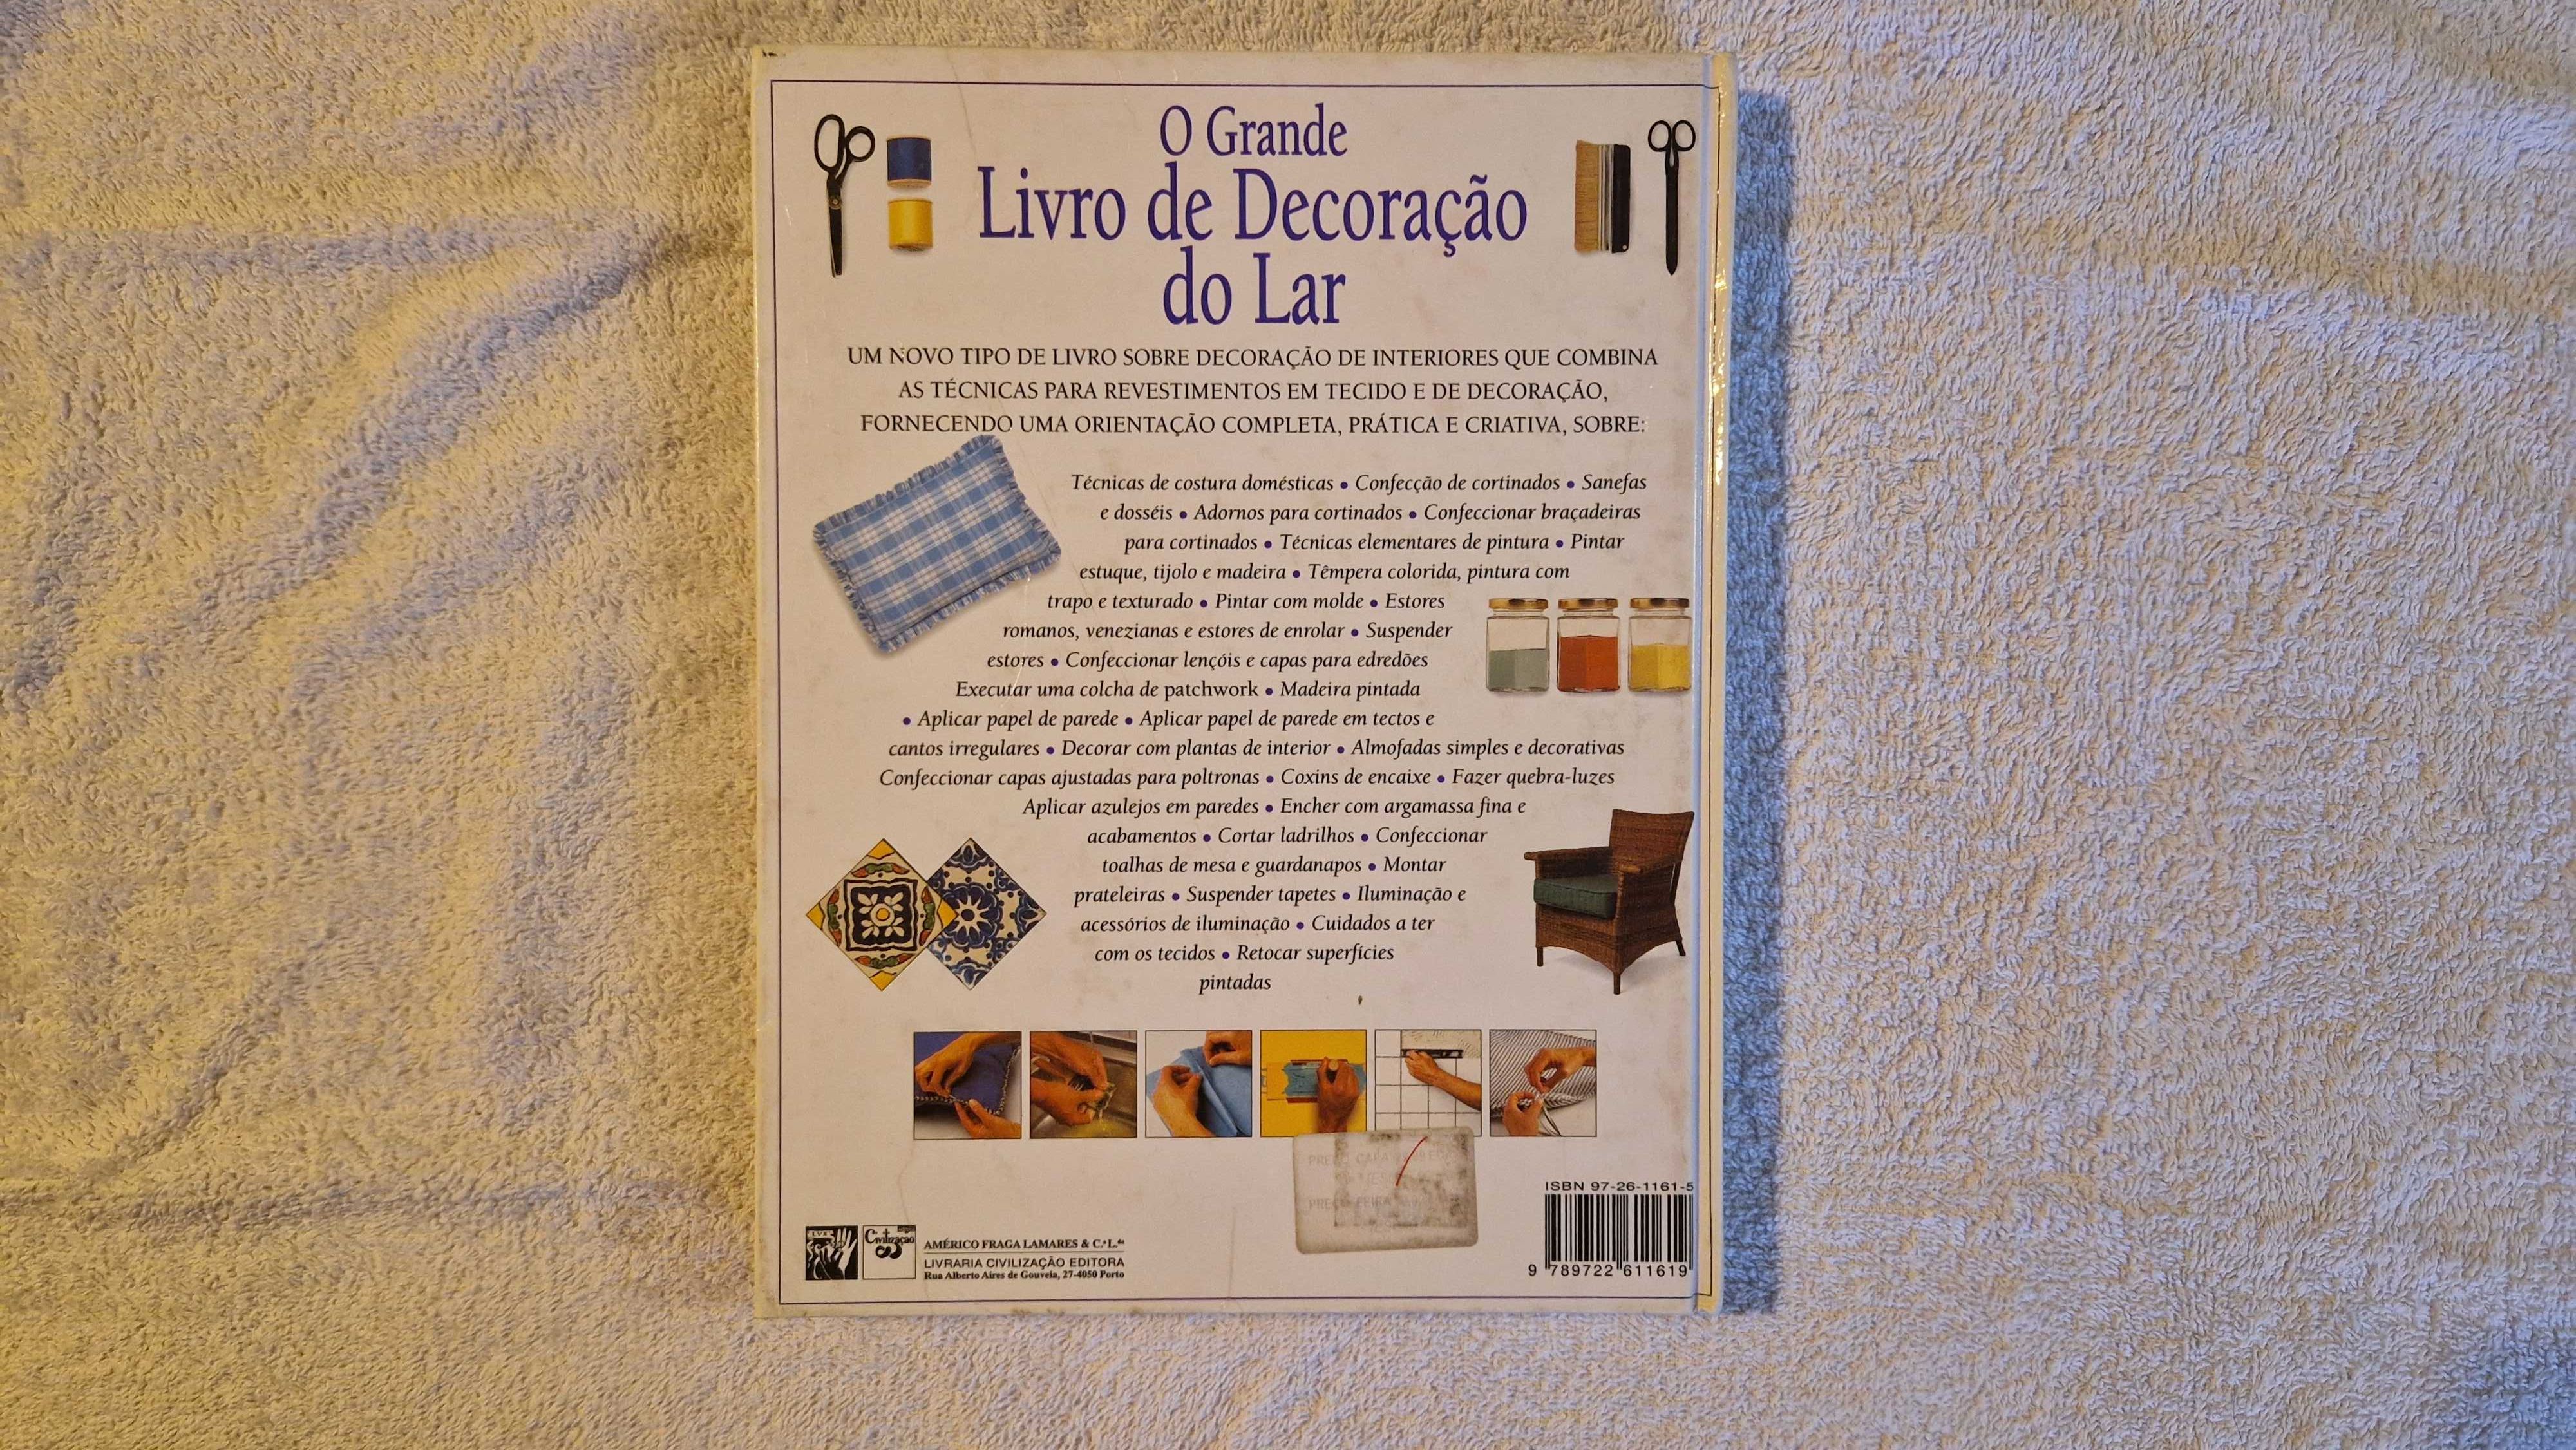 O Grande
Livro de Decoração
do Lar
UM NOVO TIPO DE LIVRO SOBRE DECORAÇÃO DE INTERIORES QUE COMBINA
AS TÉCNICAS PARA REVESTIMENTOS EM TECIDO E DE DECORAÇÃO,
FORNECENDO UMA ORIENTAÇÃO COMPLETA, PRÁTICA E CRIATIVA, SOBRE:
Técnicas de costura domésticas • Confecção de cortinados • Sanefas
e dosséis • Adornos para cortinados • Confeccionar braçadeiras
para cortinados • Técnicas elementares de pintura • Pintar
estuque, tijolo e madeira • Têmpera colorida, pintura com
trapo e texturado • Pintar com molde • Estores
romanos, venezianas e estores de enrolar • Suspender
estores • Confeccionar lençóis e capas para edredões
Executar uma colcha de patchwork • Madeira pintada
• Aplicar papel de parede • Aplicar papel de parede em tectos e
cantos irregulares • Decorar com plantas de interior • Almofadas simples e decorativas
Confeccionar capas ajustadas para poltronas • Coxins de encaixe • Fazer quebra-luzes
Aplicar azulejos em paredes • Encher com argamassa fina e
acabamentos • Cortar ladrilhos • Confeccionar
toalhas de mesa e guardanapos • Montar
prateleiras • Suspender tapetes • Iluminação e
acessórios de iluminação • Cuidados a ter
com os tecidos • Retocar superfícies
pintadas
CAPA
FEIRA
ISBN 97-26-1161-5
9 789722 611619
Civilização
AMÉRICO FRAGA LAMARES & C.ª L.da
LIVRARIA CIVILIZAÇÃO EDITORA
Rua Alberto Aires de Gouveia, 27-4050 Porto